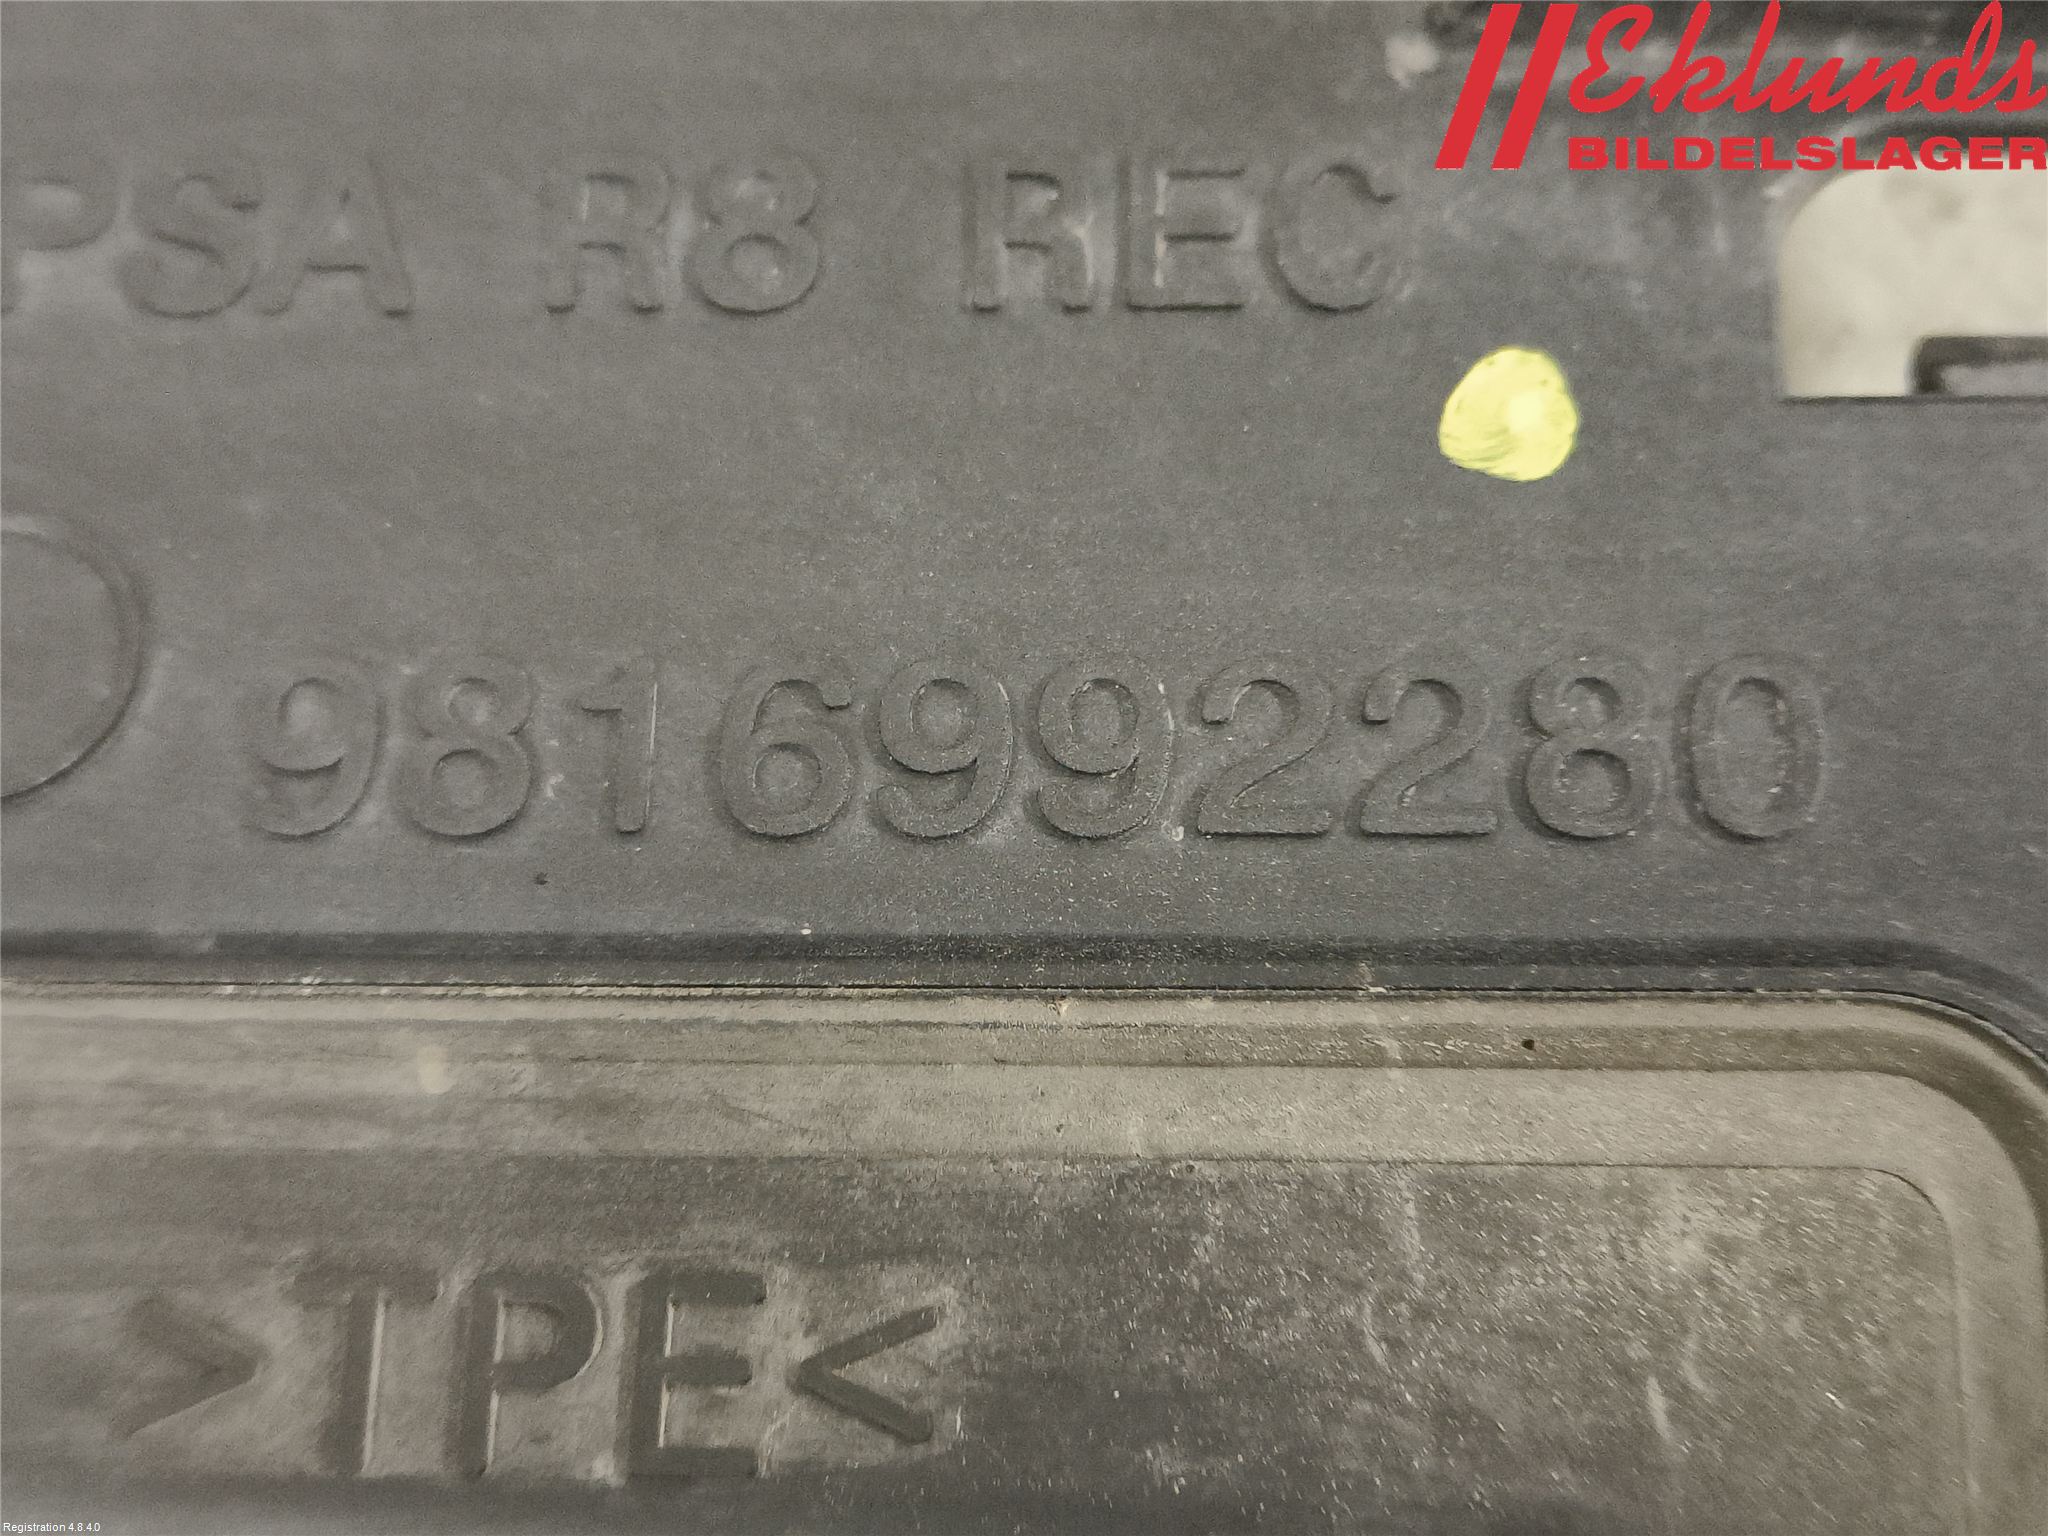 Eklunds
BILDELSLAGER
PSA R8 REC
9816992280
>TPE<
Registration 4.8.4.0